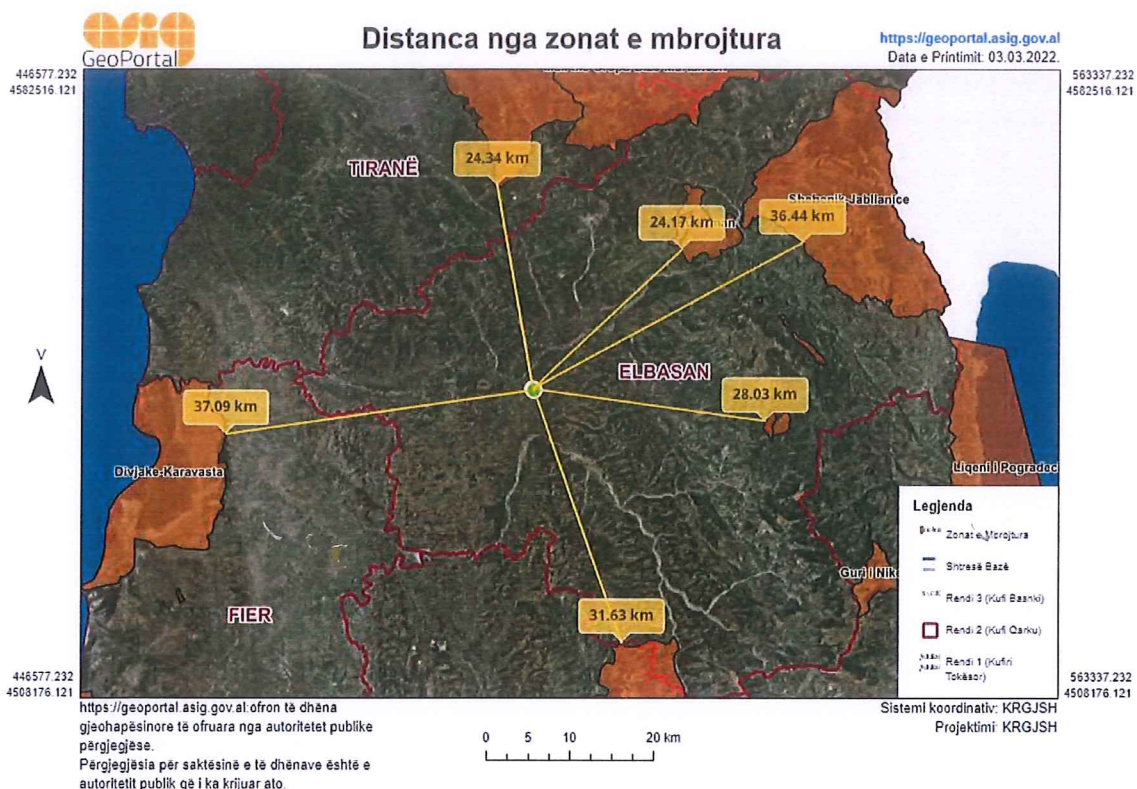 asig
GeoPortal
Distanca nga zonat e mbrojtura
https://geoportal.asig.gov.al
Data e Printimit: 03.03.2022.
446577.232
4582516.121
563337.232
4582516.121
TIRANË
24.34 km
24.17 km
Shebenik-Jabllanice
36.44 km
ELBASAN
28.03 km
37.09 km
Divjake-Karavasta
Liqeni i Pogradeci
Guri i Nik
FIER
31.63 km
Legjenda
Zonat e Mbrojtura
Shtresë Bazë
Rendi 3 (Kufi Bashki)
Rendi 2 (Kufi Qarku)
Rendi 1 (Kufiri
Tokësor)
V
446577.232
4508176.121
563337.232
4508176.121
https://geoportal.asig.gov.al:ofron të dhëna
gjeohapësinore të ofruara nga autoritetet publike
përgjegjëse.
Përgjegjësia për saktësinë e të dhënave është e
autoritetit publik që i ka krijuar ato.
0 5 10 20 km
Sistemi koordinativ: KRGJSH
Projektimi: KRGJSH